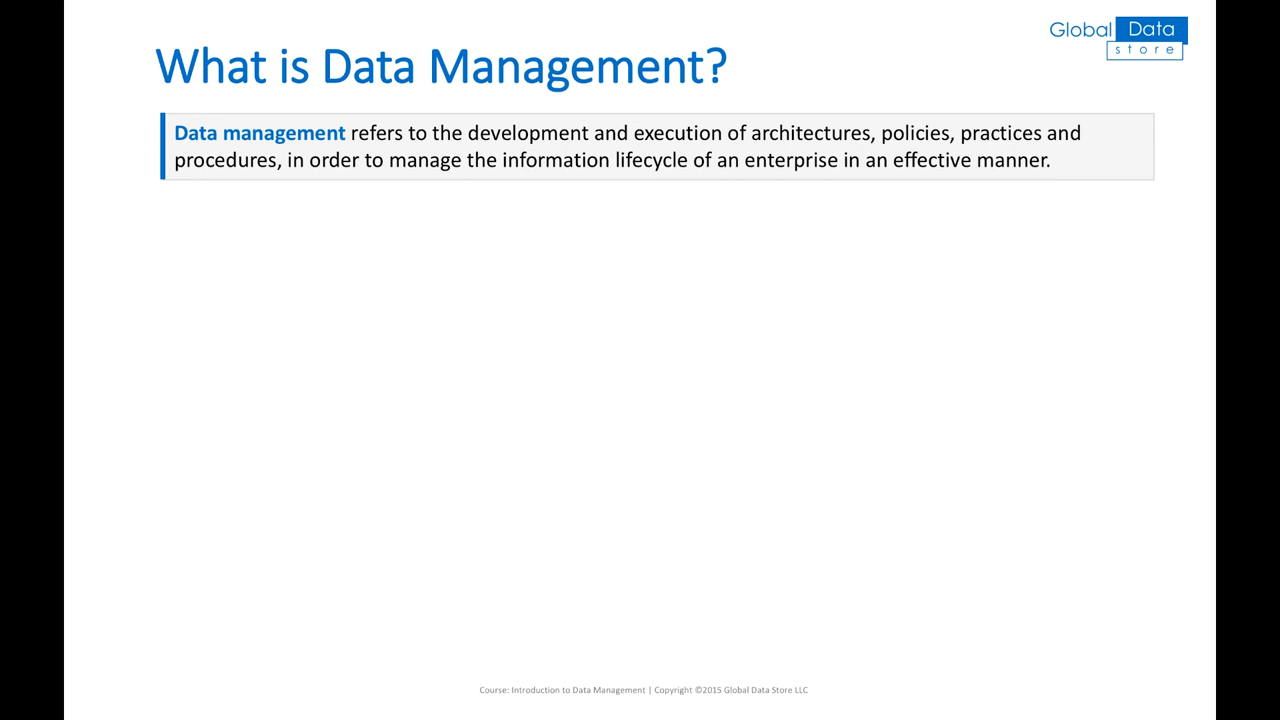 Global Data
store
What is Data Management?
Data management refers to the development and execution of architectures, policies, practices and
procedures, in order to manage the information lifecycle of an enterprise in an effective manner.
Course: Introduction to Data Management | Copyright ©2015 Global Data Store LLC